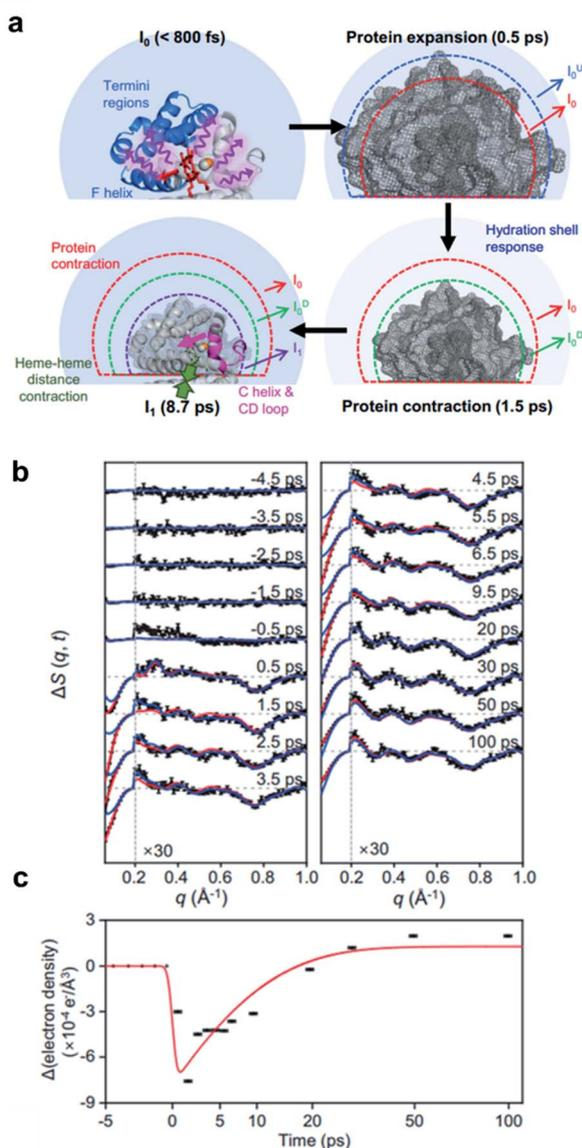 a
I₀ (< 800 fs)
Protein expansion (0.5 ps)
Termini
regions
F helix
I₀ᵁ
I₀
Protein
contraction
I₀
I₀ᴰ
I₁
Heme-heme
distance
contraction
I₁ (8.7 ps)
C helix &
CD loop
Hydration shell
response
I₀
I₀ᴰ
Protein contraction (1.5 ps)
b
ΔS (q, t)
-4.5 ps
-3.5 ps
-2.5 ps
-1.5 ps
-0.5 ps
0.5 ps
1.5 ps
2.5 ps
3.5 ps
×30
0.2 0.4 0.6 0.8 1.0
q (Å⁻¹)
4.5 ps
5.5 ps
6.5 ps
9.5 ps
20 ps
30 ps
50 ps
100 ps
×30
0.2 0.4 0.6 0.8 1.0
q (Å⁻¹)
c
Δ(electron density)
(×10⁻⁴ e⁻/Å³)
3
0
-3
-6
-9
-5 0 5 10 20 50 100
Time (ps)